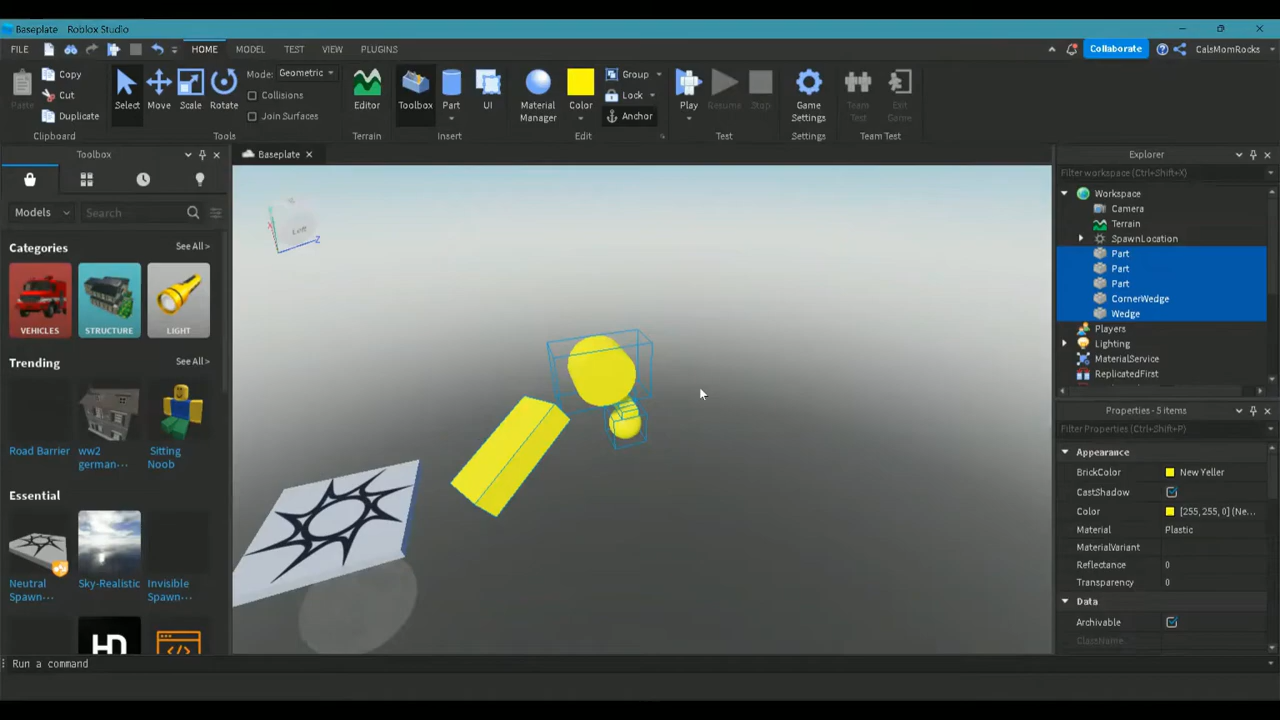 Baseplate Roblox Studio
FILE HOME MODEL TEST VIEW PLUGINS Collaborate CalsMomRocks
Paste Copy Cut Duplicate
Select Move Scale Rotate
Mode: Geometric
Collisions
Join Surfaces
Editor Toolbox Part UI
Material Manager Color
Group Lock Anchor
Play Resume Stop
Game Settings Team Test Exit Game
Clipboard Tools Terrain Insert Edit Test Settings Team Test
Toolbox
Models Search
Categories See All >
VEHICLES STRUCTURE LIGHT
Trending See All >
Road Barrier
ww2 german-...
Sitting Noob
Essential
Neutral Spawn...
Sky-Realistic
Invisible Spawn...
HD
Baseplate
Left
X
Z
Explorer
Filter workspace (Ctrl+Shift+X)
Workspace
Camera
Terrain
SpawnLocation
Part
Part
Part
CornerWedge
Wedge
Players
Lighting
MaterialService
ReplicatedFirst
Properties - 5 items
Filter Properties (Ctrl+Shift+P)
Appearance
BrickColor New Yeller
CastShadow
Color [255, 255, 0] (Ne...
Material Plastic
MaterialVariant
Reflectance 0
Transparency 0
Data
Archivable
ClassName
Run a command